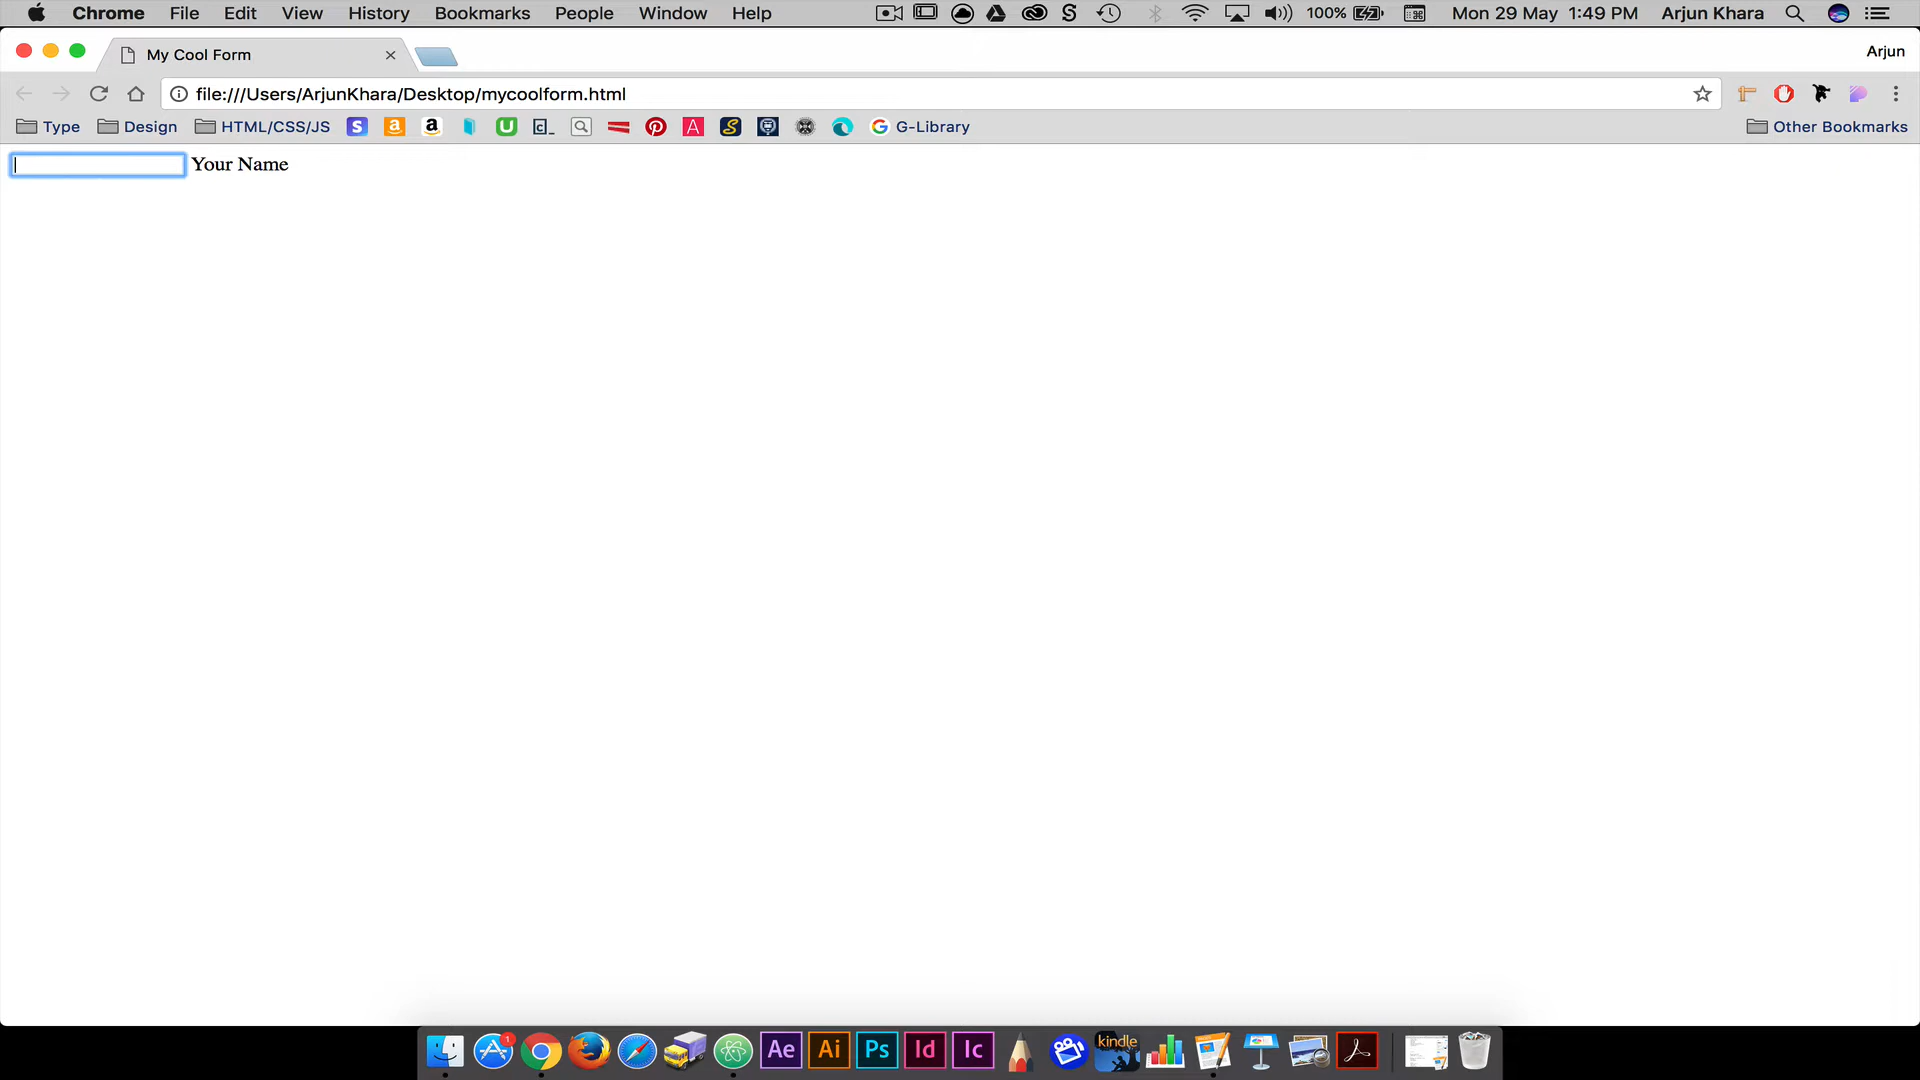 Chrome File Edit View History Bookmarks People Window Help 100% Mon 29 May 1:49 PM Arjun Khara
My Cool Form Arjun
file:///Users/ArjunKhara/Desktop/mycoolform.html
Type Design HTML/CSS/JS G-Library Other Bookmarks
Your Name
1 Ae Ai Ps Id Ic kindle